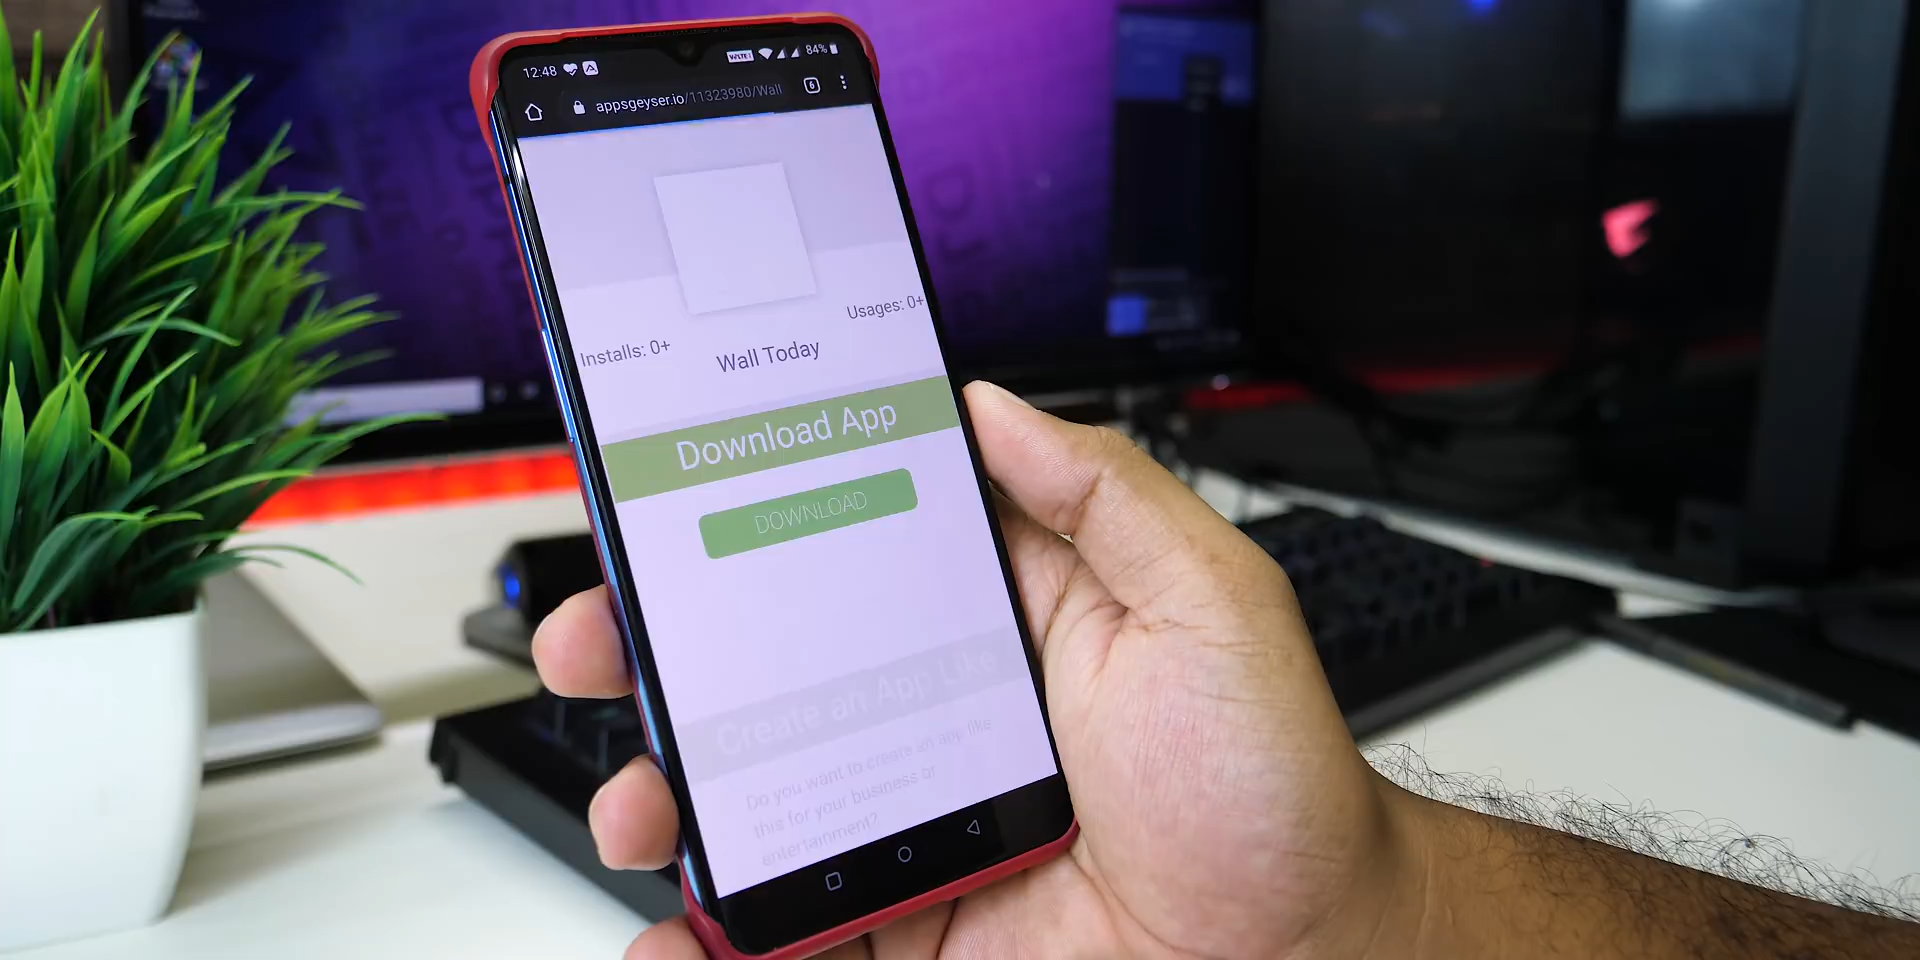 12:48
VoLTE 84%
appsgeyser.io/11323980/Wall
6
Usages: 0+
Installs: 0+
Wall Today
Download App
DOWNLOAD
Create an App Like
Do you want to create an app like
this for your business or
entertainment?